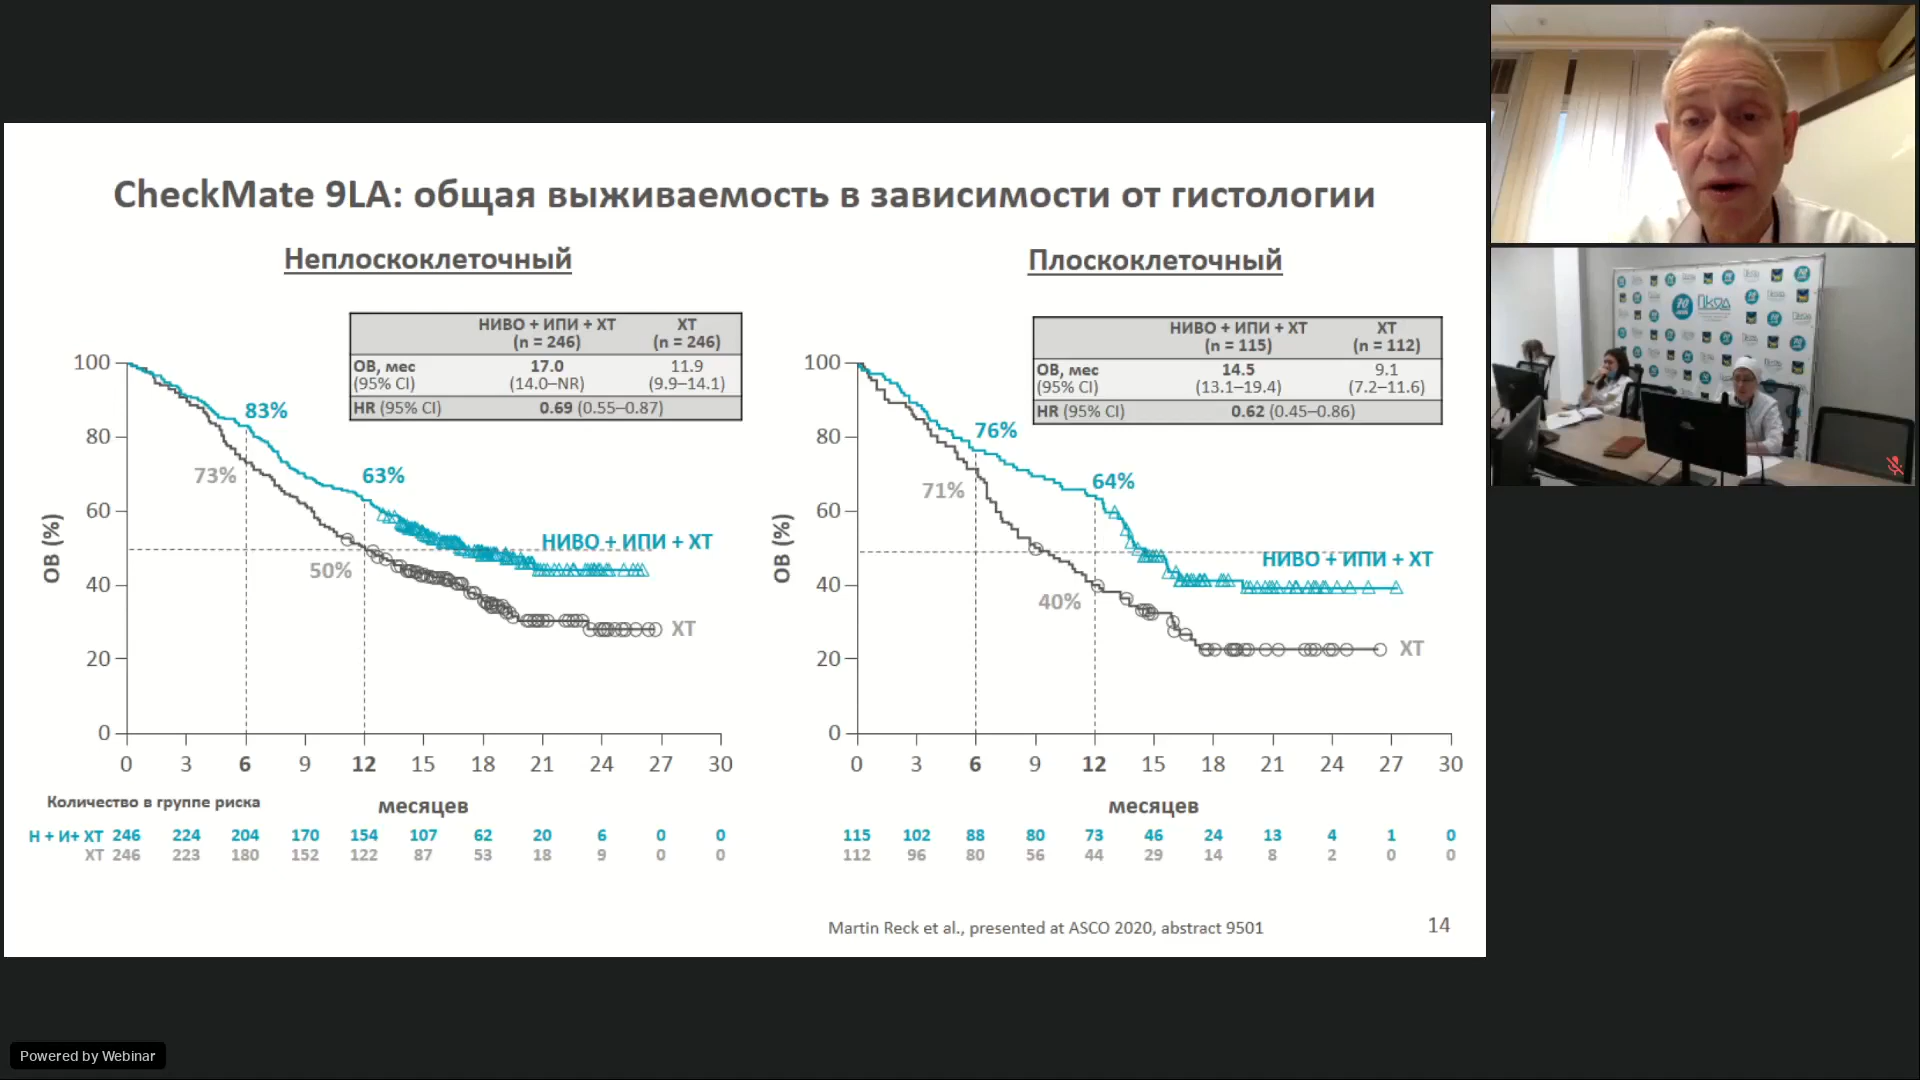 CheckMate 9LA: общая выживаемость в зависимости от гистологии
Неплоскоклеточный
НИВО + ИПИ + ХТ ХТ
(n = 246) (n = 246)
ОВ, мес 17.0 11.9
(95% CI) (14.0–NR) (9.9–14.1)
HR (95% CI) 0.69 (0.55–0.87)
ОВ (%)
100
80
60
40
20
0
83%
73%
63%
50%
НИВО + ИПИ + ХТ
ХТ
0 3 6 9 12 15 18 21 24 27 30
Количество в группе риска
месяцев
Н + И+ ХТ 246 224 204 170 154 107 62 20 6 0 0
ХТ 246 223 180 152 122 87 53 18 9 0 0
Плоскоклеточный
НИВО + ИПИ + ХТ ХТ
(n = 115) (n = 112)
ОВ, мес 14.5 9.1
(95% CI) (13.1–19.4) (7.2–11.6)
HR (95% CI) 0.62 (0.45–0.86)
ОВ (%)
100
80
60
40
20
0
76%
71%
64%
40%
НИВО + ИПИ + ХТ
ХТ
0 3 6 9 12 15 18 21 24 27 30
месяцев
115 102 88 80 73 46 24 13 4 1 0
112 96 80 56 44 29 14 8 2 0 0
Martin Reck et al., presented at ASCO 2020, abstract 9501
14
Powered by Webinar